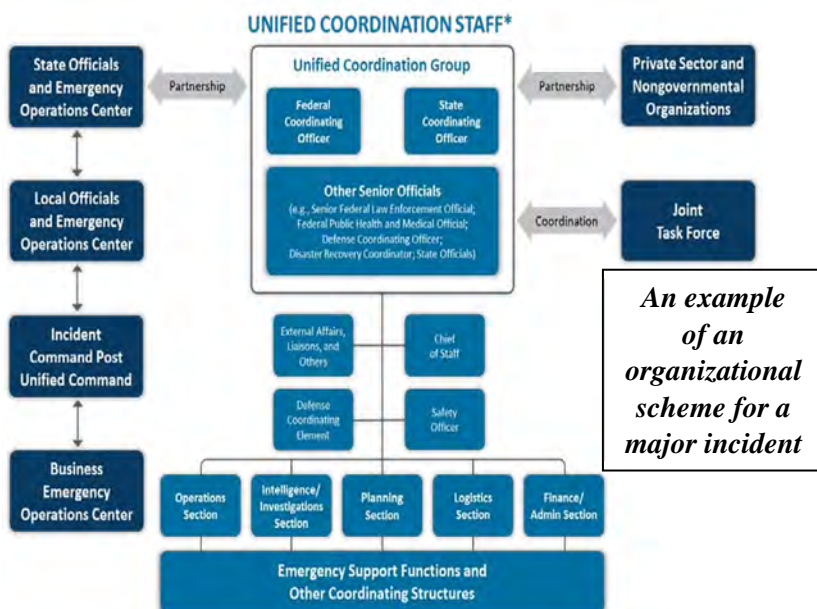 UNIFIED COORDINATION STAFF*
State Officials
and Emergency
Operations Center
Partnership
Unified Coordination Group
Federal
Coordinating
Officer
State
Coordinating
Officer
Other Senior Officials
(e.g., Senior Federal Law Enforcement Official;
Federal Public Health and Medical Official;
Defense Coordinating Officer;
Disaster Recovery Coordinator; State Officials)
Partnership
Private Sector and
Nongovernmental
Organizations
Coordination
Joint
Task Force
Local Officials
and Emergency
Operations Center
Incident
Command Post
Unified Command
Business
Emergency
Operations Center
An example
of an
organizational
scheme for a
major incident
External Affairs,
Liaisons, and
Others
Chief
of Staff
Defense
Coordinating
Element
Safety
Officer
Operations
Section
Intelligence/
Investigations
Section
Planning
Section
Logistics
Section
Finance/
Admin Section
Emergency Support Functions and
Other Coordinating Structures